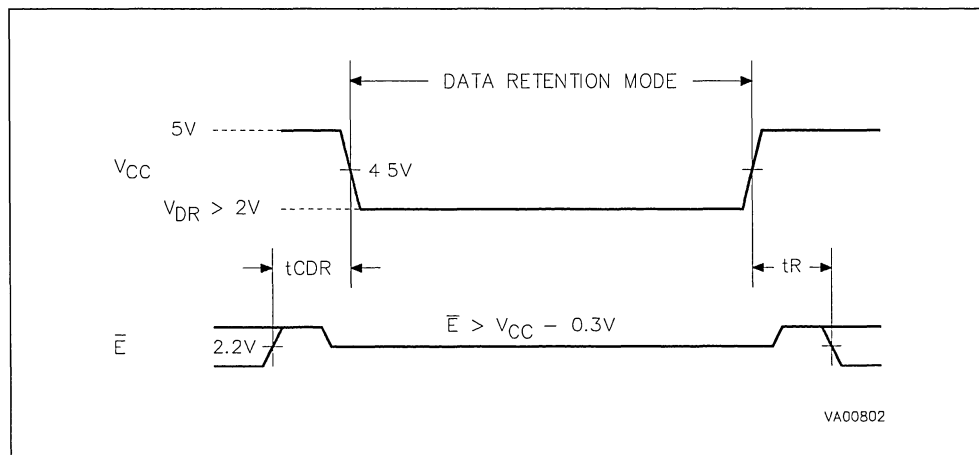 DATA RETENTION MODE
5V
VCC
4 5V
VDR > 2V
tCDR
tR
E̅ > VCC – 0.3V
E̅
2.2V
VA00802